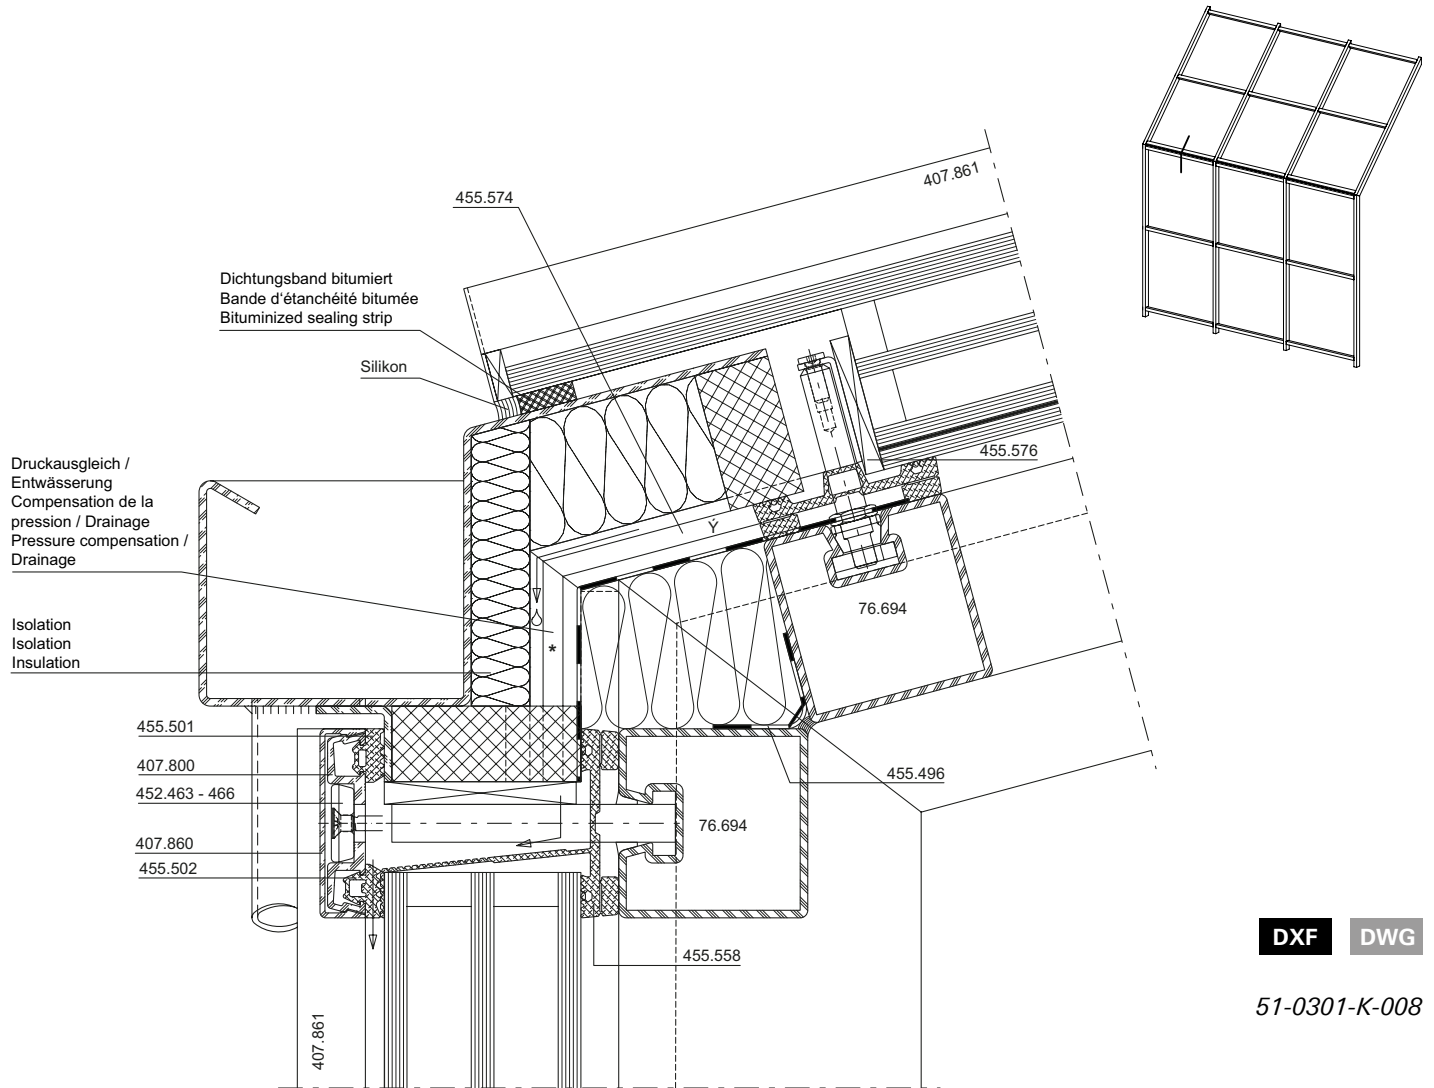 407.861
455.574
Dichtungsband bitumiert
Bande d'étanchéité bitumée
Bituminized sealing strip
Silikon
455.576
Druckausgleich /
Entwässerung
Compensation de la
pression / Drainage
Pressure compensation /
Drainage
Ÿ
76.694
Isolation
Isolation
Insulation
*
455.501
407.800
452.463 - 466
407.860
455.502
455.496
76.694
455.558
407.861
DXF DWG
51-0301-K-008